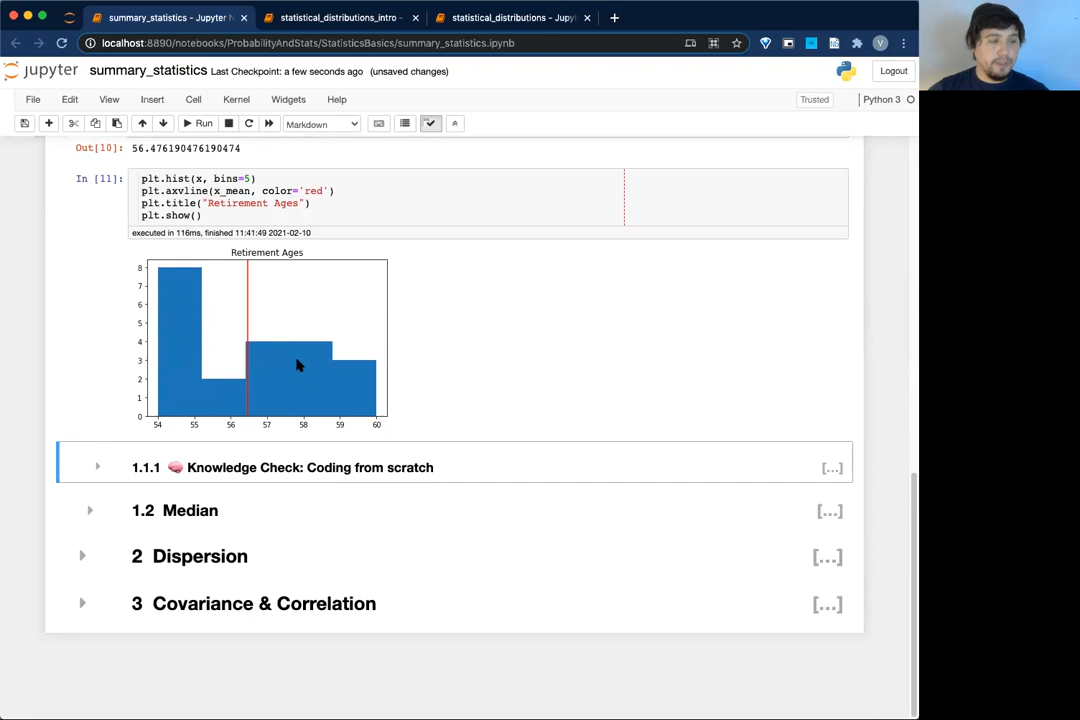 summary_statistics - Jupyter N
statistical_distributions_intro -
statistical_distributions - Jupyt
localhost:8890/notebooks/ProbabilityAndStats/StatisticsBasics/summary_statistics.ipynb
V
jupyter summary_statistics Last Checkpoint: a few seconds ago (unsaved changes)
Logout
File Edit View Insert Cell Kernel Widgets Help
Trusted
Python 3
Run
Markdown
Out[10]: 56.476190476190474
In [11]: plt.hist(x, bins=5)
plt.axvline(x_mean, color='red')
plt.title("Retirement Ages")
plt.show()
executed in 116ms, finished 11:41:49 2021-02-10
Retirement Ages
8
7
6
5
4
3
2
1
0
54 55 56 57 58 59 60
1.1.1 🧠 Knowledge Check: Coding from scratch [...]
1.2 Median [...]
2 Dispersion [...]
3 Covariance & Correlation [...]